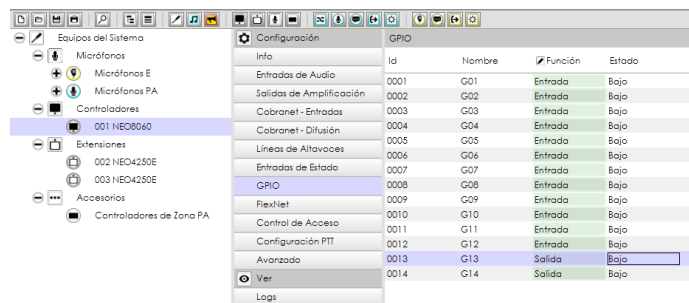 Equipos del Sistema
Micrófonos
Micrófonos E
Micrófonos PA
Controladores
001 NEO8060
Extensiones
002 NEO4250E
003 NEO4250E
Accesorios
Controladores de Zona PA
Configuración
Info
Entradas de Audio
Salidas de Amplificación
Cobranet - Entradas
Cobranet - Difusión
Líneas de Altavoces
Entradas de Estado
GPIO
FlexNet
Control de Acceso
Configuración PTT
Avanzado
Ver
Logs
GPIO
Id Nombre Función Estado
0001 G01 Entrada Bajo
0002 G02 Entrada Bajo
0003 G03 Entrada Bajo
0004 G04 Entrada Bajo
0005 G05 Entrada Bajo
0006 G06 Entrada Bajo
0007 G07 Entrada Bajo
0008 G08 Entrada Bajo
0009 G09 Entrada Bajo
0010 G10 Entrada Bajo
0011 G11 Entrada Bajo
0012 G12 Entrada Bajo
0013 G13 Salida Bajo
0014 G14 Salida Bajo